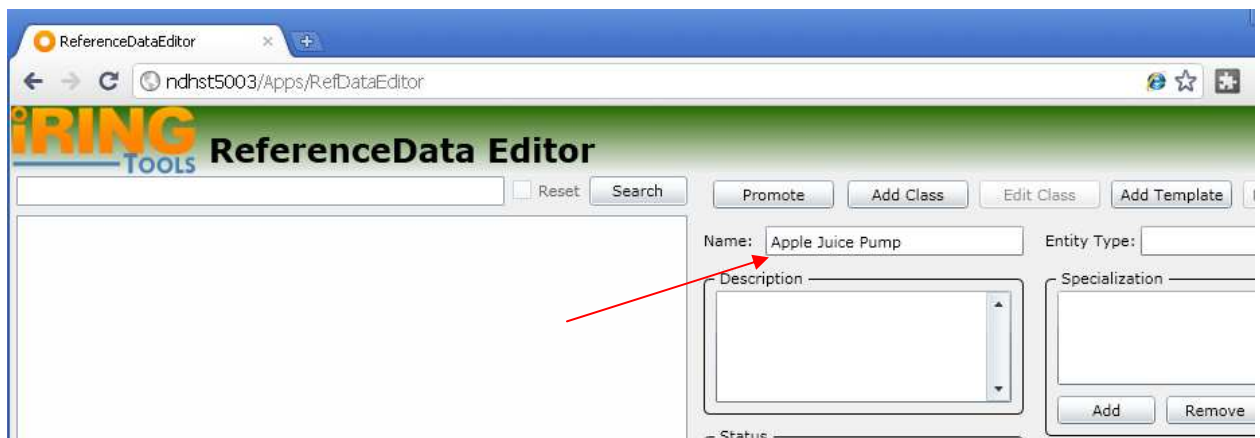 ReferenceDataEditor
ndhst5003/Apps/RefDataEditor
iRING TOOLS ReferenceData Editor
Reset Search Promote Add Class Edit Class Add Template
Name: Apple Juice Pump Entity Type:
Description Specialization
Add Remove
Status